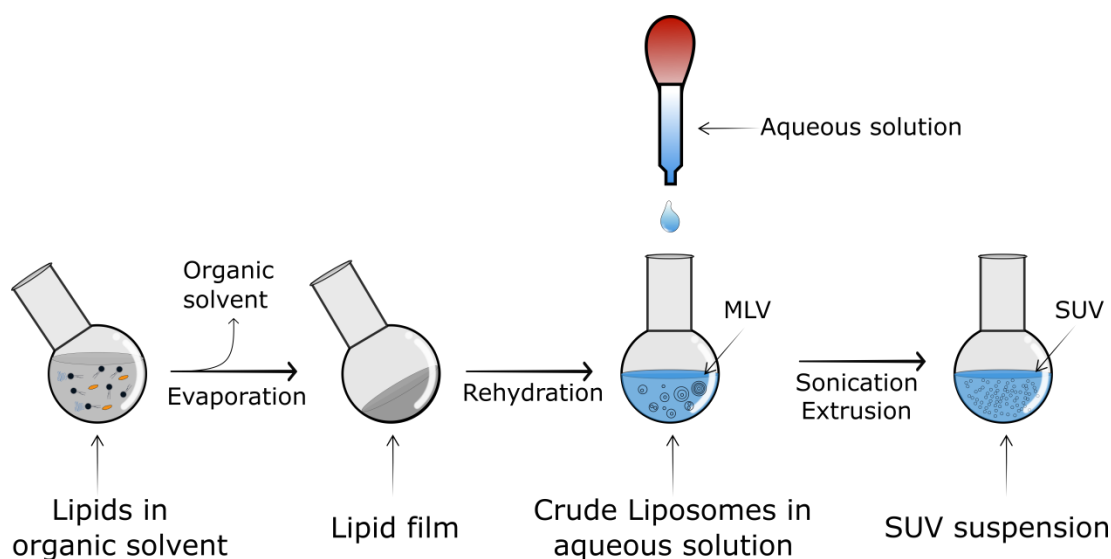 Aqueous solution
Organic
solvent
Evaporation
Rehydration
MLV
Sonication
Extrusion
SUV
Lipids in
organic solvent
Lipid film
Crude Liposomes in
aqueous solution
SUV suspension